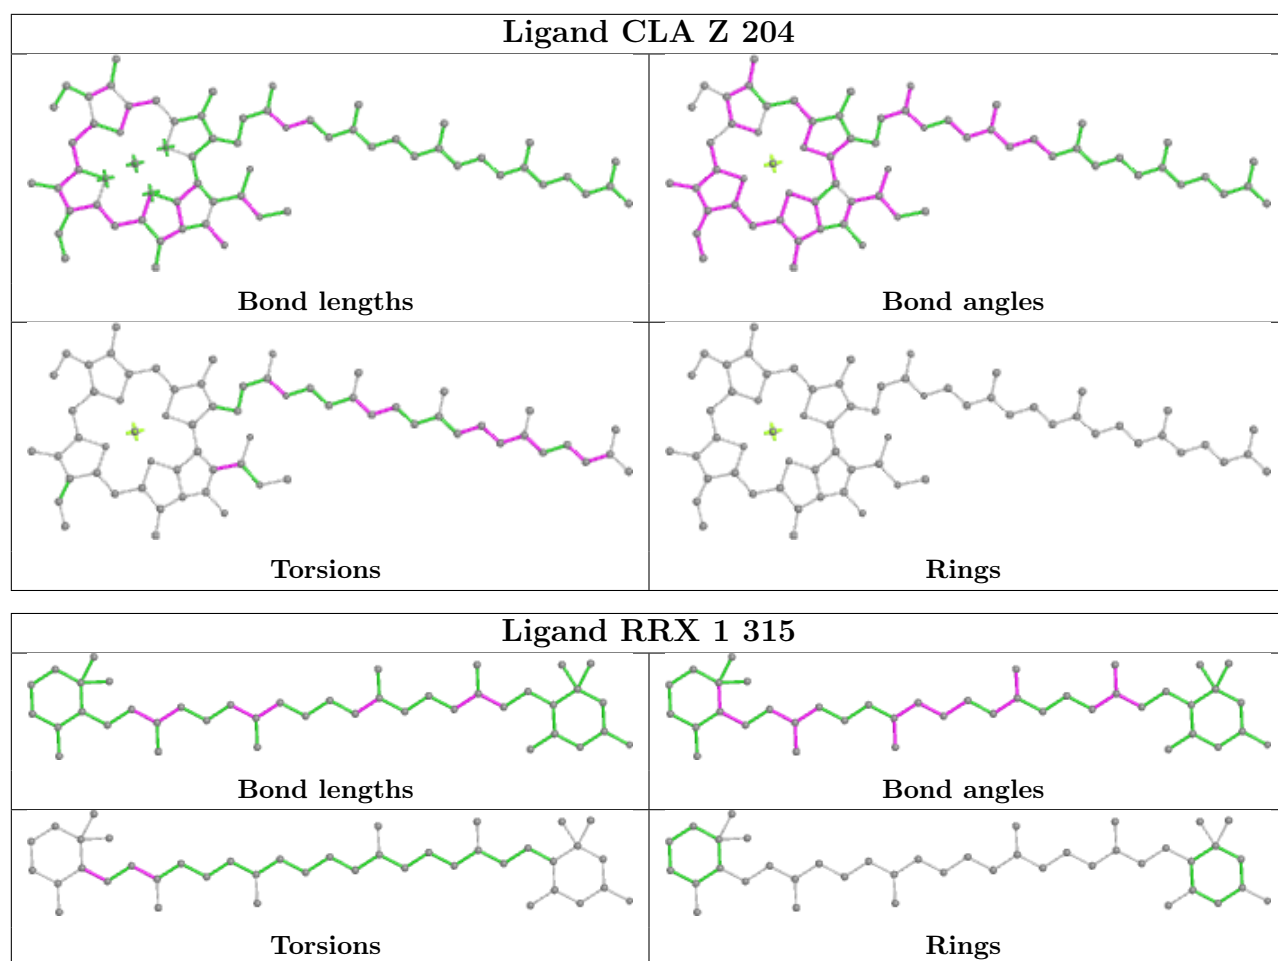 Ligand CLA Z 204
Bond lengths
Bond angles
Torsions
Rings
Ligand RRX 1 315
Bond lengths
Bond angles
Torsions
Rings